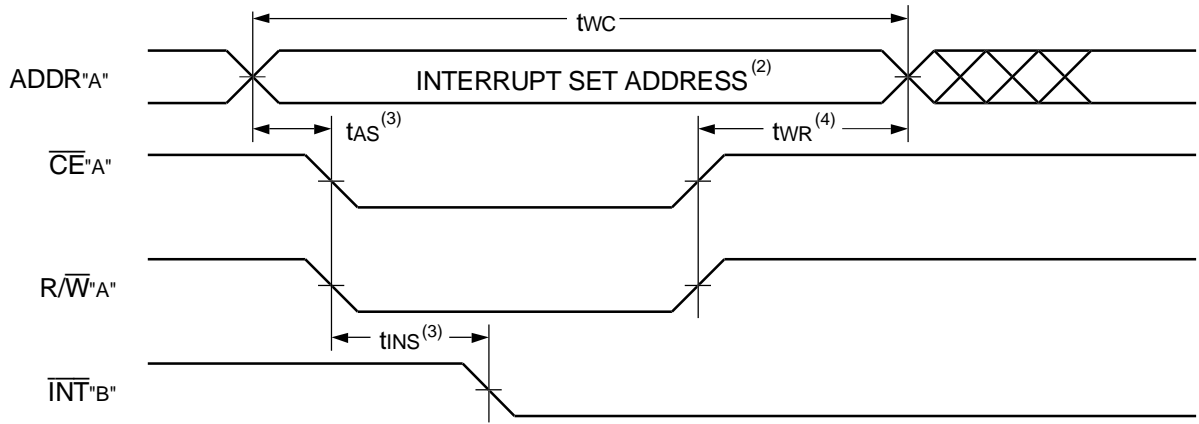 tWC
ADDR"A"
INTERRUPT SET ADDRESS(2)
tAS(3)
tWR(4)
CE"A"
R/W"A"
tINS(3)
INT"B"